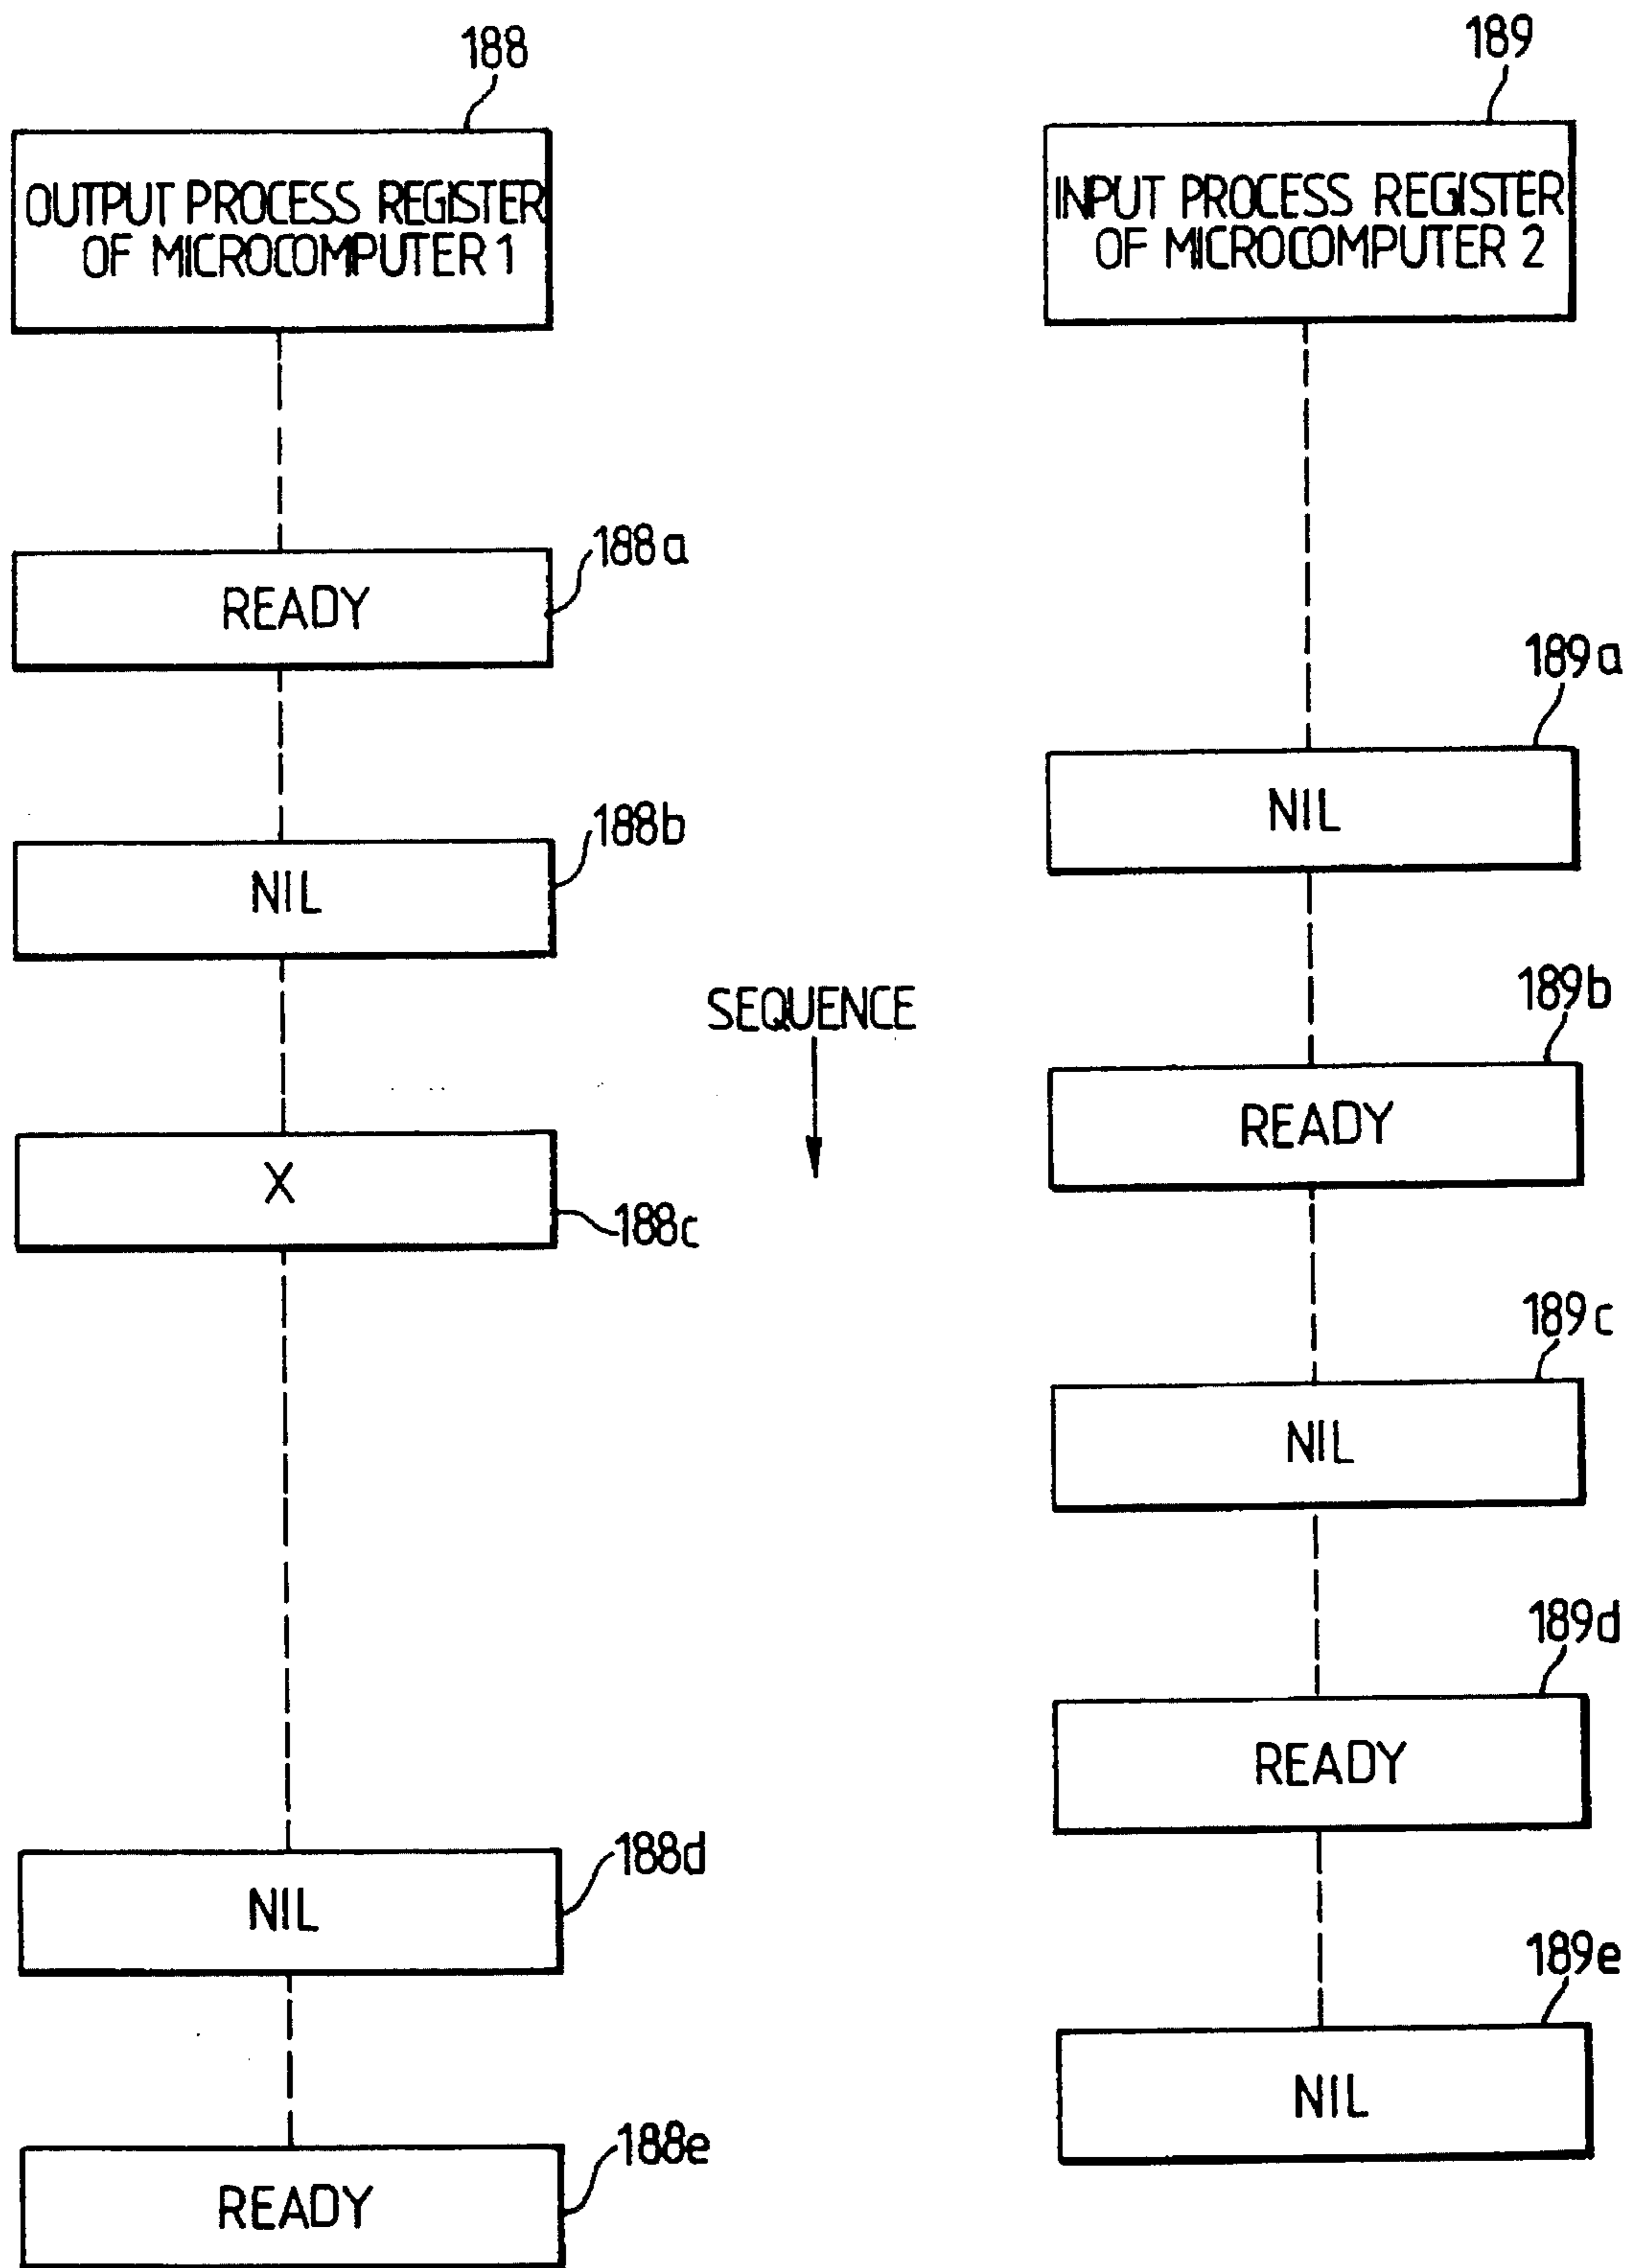 188
OUTPUT PROCESS REGISTER
OF MICROCOMPUTER 1
188a
READY
188b
NIL
X
188c
188d
NIL
188e
READY
SEQUENCE
189
INPUT PROCESS REGISTER
OF MICROCOMPUTER 2
189a
NIL
189b
READY
189c
NIL
189d
READY
189e
NIL